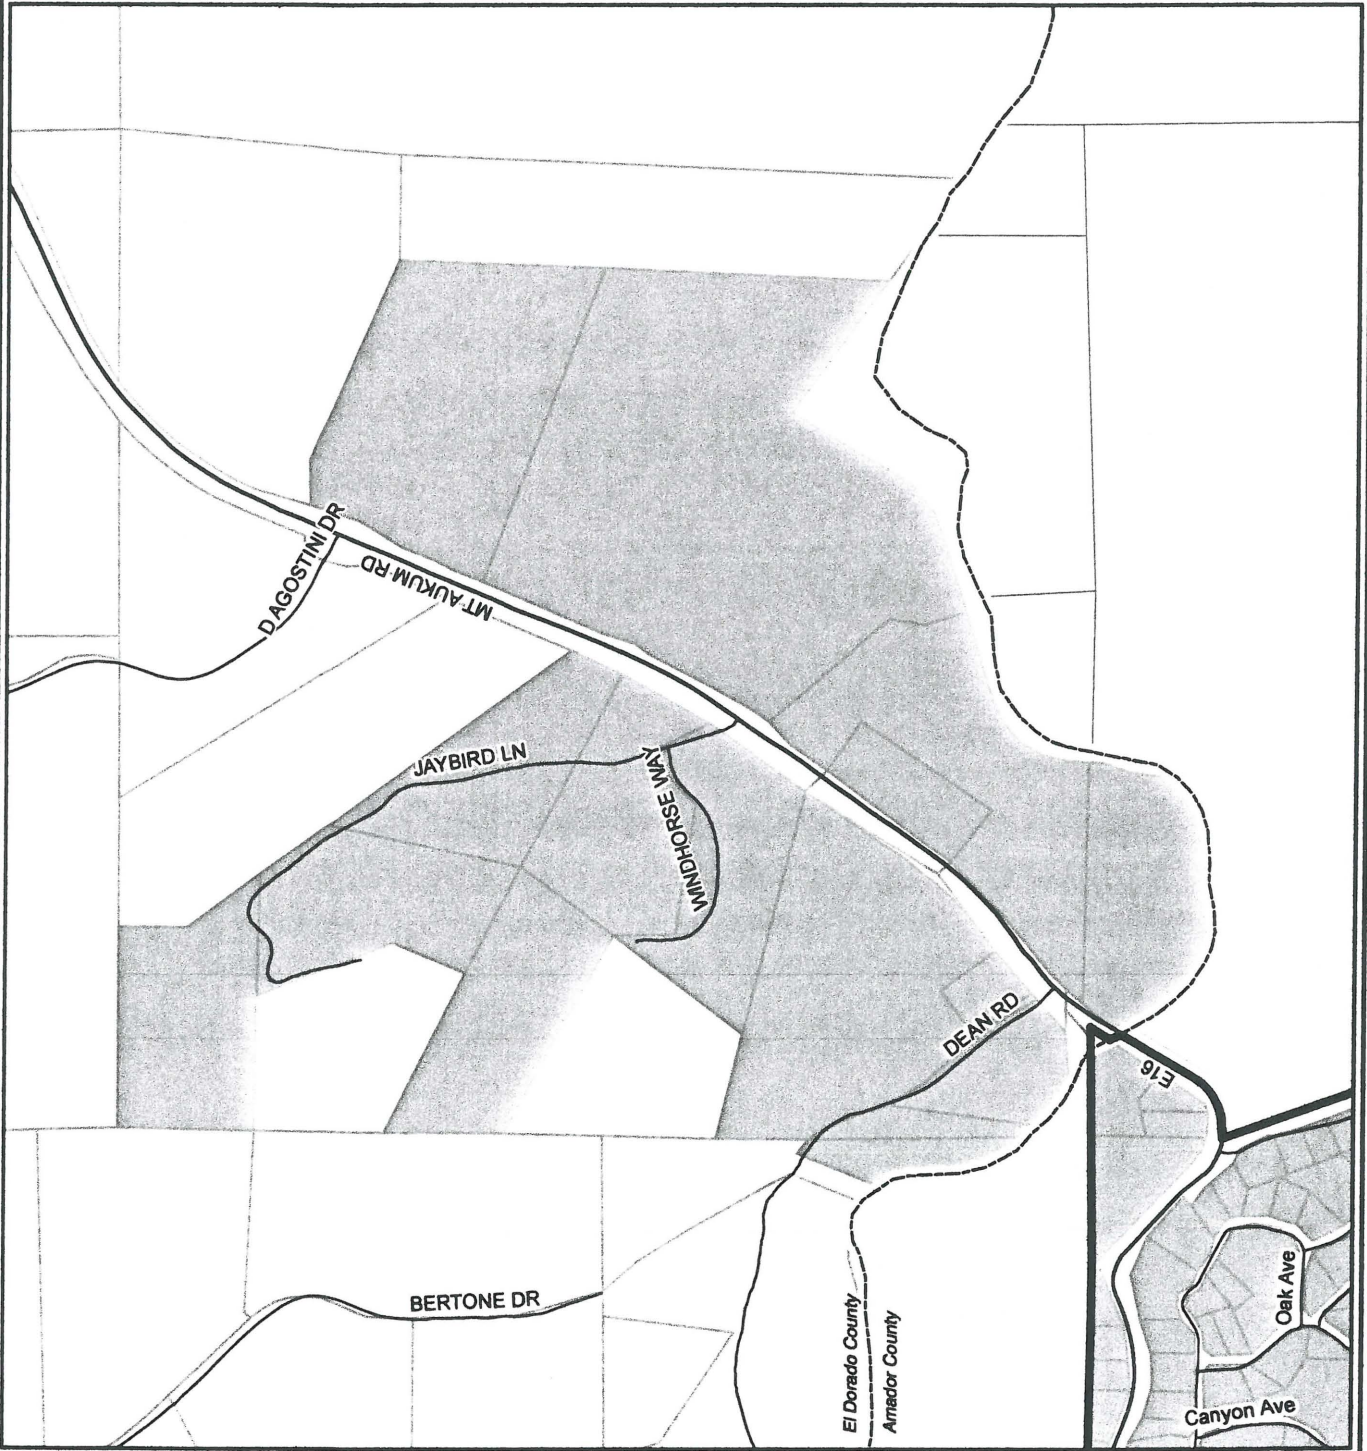 D AGOSTINI DR
MT AUKUM RD
JAYBIRD LN
WINDHORSE WAY
DEAN RD
E16
BERTONE DR
El Dorado County
Amador County
Oak Ave
Canyon Ave